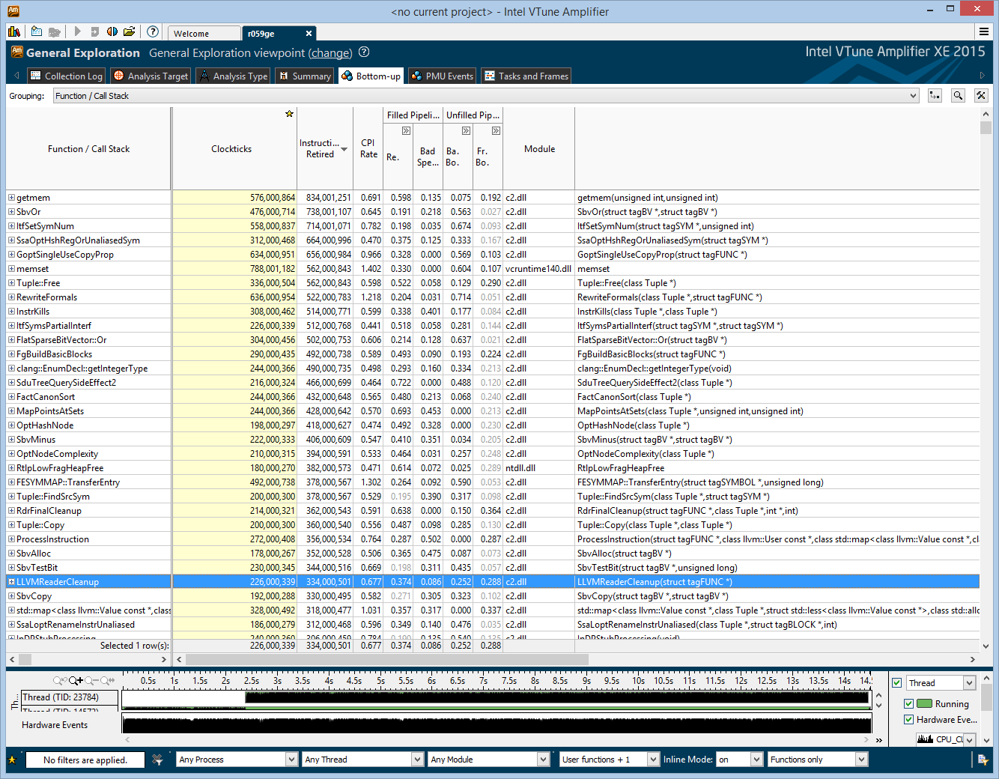 <no current project> - Intel VTune Amplifier
Welcome
r059ge
General Exploration General Exploration viewpoint (change)
Intel VTune Amplifier XE 2015
Collection Log Analysis Target Analysis Type Summary Bottom-up PMU Events Tasks and Frames
Grouping: Function / Call Stack
Function / Call Stack Clockticks Instructi... Retired CPI Rate Filled Pipeli... Re. Bad Spe... Unfilled Pip... Ba. Bo. Fr. Bo. Module
getmem 576,000,864 834,001,251 0.691 0.598 0.135 0.075 0.192 c2.dll getmem(unsigned int,unsigned int)
SbvOr 476,000,714 738,001,107 0.645 0.191 0.218 0.563 0.027 c2.dll SbvOr(struct tagBV *,struct tagBV *)
ItfSetSymNum 558,000,837 714,001,071 0.782 0.198 0.035 0.674 0.093 c2.dll ItfSetSymNum(struct tagSYM *,unsigned int)
SsaOptHshRegOrUnaliasedSym 312,000,468 664,000,996 0.470 0.375 0.125 0.333 0.167 c2.dll SsaOptHshRegOrUnaliasedSym(struct tagSYM *)
GoptSingleUseCopyProp 634,000,951 656,000,984 0.966 0.328 0.000 0.569 0.103 c2.dll GoptSingleUseCopyProp(struct tagFUNC *)
memset 788,001,182 562,000,843 1.402 0.330 0.000 0.604 0.107 vcruntime140.dll memset
Tuple::Free 336,000,504 562,000,843 0.598 0.522 0.058 0.129 0.290 c2.dll Tuple::Free(class Tuple *)
RewriteFormals 636,000,954 522,000,783 1.218 0.204 0.031 0.714 0.051 c2.dll RewriteFormals(class Tuple *,struct tagFUNC *)
InstrKills 308,000,462 514,000,771 0.599 0.338 0.401 0.177 0.084 c2.dll InstrKills(class Tuple *,class Tuple *)
ItfSymsPartialInterf 226,000,339 512,000,768 0.441 0.518 0.058 0.281 0.144 c2.dll ItfSymsPartialInterf(struct tagSYM *,struct tagSYM *)
FlatSparseBitVector::Or 304,000,456 502,000,753 0.606 0.214 0.128 0.637 0.021 c2.dll FlatSparseBitVector::Or(struct tagBV *)
FgBuildBasicBlocks 290,000,435 492,000,738 0.589 0.493 0.090 0.193 0.224 c2.dll FgBuildBasicBlocks(struct tagFUNC *)
clang::EnumDecl::getIntegerType 244,000,366 490,000,735 0.498 0.293 0.160 0.334 0.213 c2.dll clang::EnumDecl::getIntegerType(void)
SduTreeQuerySideEffect2 216,000,324 466,000,699 0.464 0.722 0.000 0.488 0.120 c2.dll SduTreeQuerySideEffect2(class Tuple *)
FactCanonSort 244,000,366 432,000,648 0.565 0.480 0.213 0.068 0.240 c2.dll FactCanonSort(class Tuple *)
MapPointsAtSets 244,000,366 428,000,642 0.570 0.693 0.453 0.000 0.213 c2.dll MapPointsAtSets(class Tuple *,unsigned int,unsigned int)
OptHashNode 198,000,297 418,000,627 0.474 0.492 0.328 0.000 0.230 c2.dll OptHashNode(class Tuple *)
SbvMinus 222,000,333 406,000,609 0.547 0.410 0.351 0.034 0.205 c2.dll SbvMinus(struct tagBV *,struct tagBV *)
OptNodeComplexity 210,000,315 394,000,591 0.533 0.464 0.031 0.257 0.248 c2.dll OptNodeComplexity(class Tuple *)
RtlpLowFragHeapFree 180,000,270 382,000,573 0.471 0.614 0.072 0.025 0.289 ntdll.dll RtlpLowFragHeapFree
FESYMMAP::TransferEntry 492,000,738 378,000,567 1.302 0.264 0.092 0.590 0.053 c2.dll FESYMMAP::TransferEntry(struct tagSYMBOL *,unsigned long)
Tuple::FindSrcSym 200,000,300 378,000,567 0.529 0.195 0.390 0.317 0.098 c2.dll Tuple::FindSrcSym(class Tuple *,struct tagSYM *)
RdrFinalCleanup 214,000,321 362,000,543 0.591 0.638 0.000 0.150 0.364 c2.dll RdrFinalCleanup(struct tagFUNC *,class Tuple *,int *,int)
Tuple::Copy 200,000,300 360,000,540 0.556 0.487 0.098 0.285 0.130 c2.dll Tuple::Copy(class Tuple *,class Tuple *)
ProcessInstruction 272,000,408 356,000,534 0.764 0.287 0.502 0.000 0.287 c2.dll ProcessInstruction(struct tagFUNC *,class llvm::User const *,class std::map<class llvm::Value const *,cl
SbvAlloc 178,000,267 352,000,528 0.506 0.365 0.475 0.087 0.073 c2.dll SbvAlloc(struct tagBV *)
SbvTestBit 230,000,345 344,000,516 0.669 0.198 0.311 0.435 0.057 c2.dll SbvTestBit(struct tagBV *,unsigned long)
LLVMReaderCleanup 226,000,339 334,000,501 0.677 0.374 0.086 0.252 0.288 c2.dll LLVMReaderCleanup(struct tagFUNC *)
SbvCopy 192,000,288 330,000,495 0.582 0.271 0.305 0.323 0.102 c2.dll SbvCopy(struct tagBV *,struct tagBV *)
std::map<class llvm::Value const *,class 328,000,492 318,000,477 1.031 0.357 0.317 0.000 0.337 c2.dll std::map<class llvm::Value const *,class Tuple *,struct std::less<class llvm::Value const *>,class std::allo
SsaLoptRenameInstrUnaliased 186,000,279 312,000,468 0.596 0.349 0.140 0.476 0.035 c2.dll SsaLoptRenameInstrUnaliased(class Tuple *,struct tagBLOCK *,int)
Selected 1 row(s): 226,000,339 334,000,501 0.677 0.374 0.086 0.252 0.288
0.5s 1s 1.5s 2s 2.5s 3s 3.5s 4s 4.5s 5s 5.5s 6s 6.5s 7s 7.5s 8s 8.5s 9s 9.5s 10s 10.5s 11s 11.5s 12s 12.5s 13s 13.5s 14s 14.
Thread
Thread (TID: 23784)
Running
Hardware Events
Hardware Eve...
CPU_CL
No filters are applied. Any Process Any Thread Any Module User functions + 1 Inline Mode: on Functions only